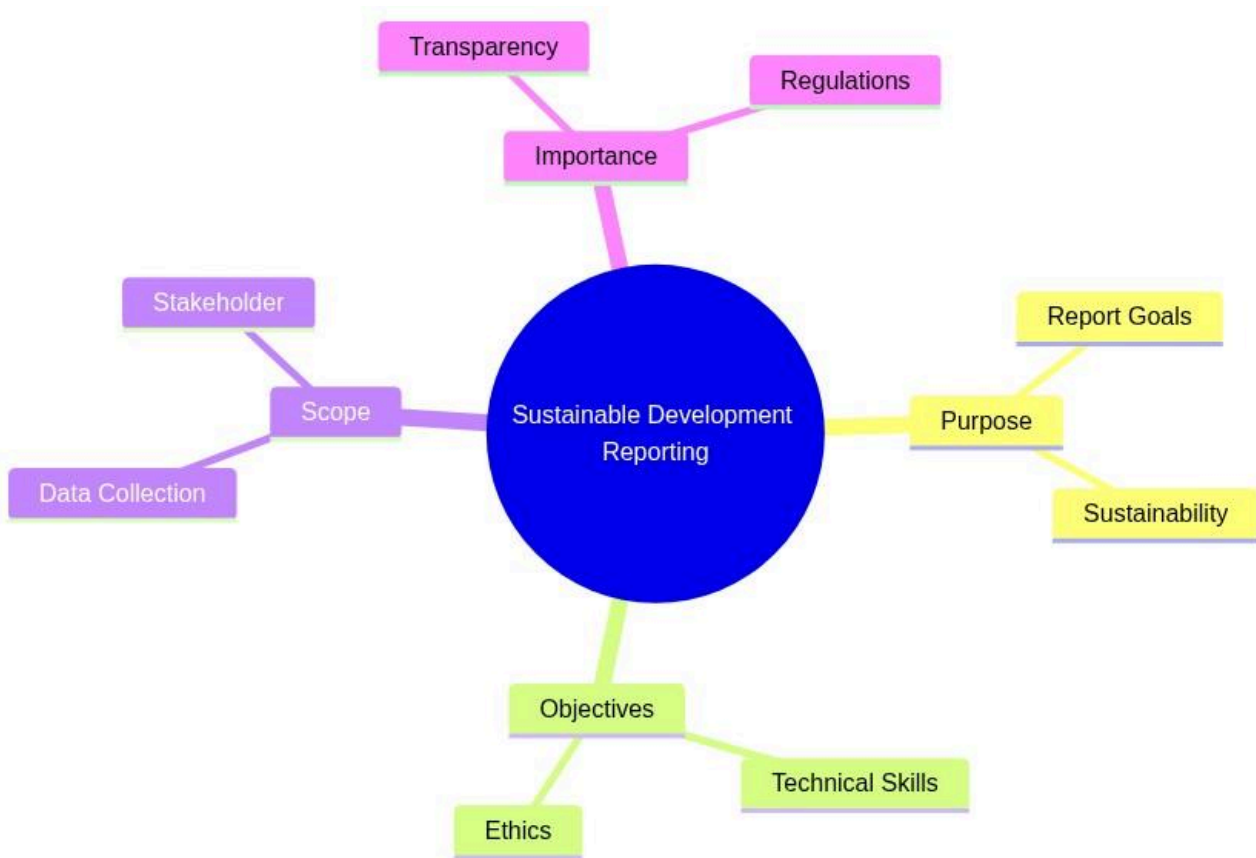 Transparency
Regulations
Importance
Stakeholder
Report Goals
Scope
Sustainable Development
Reporting
Purpose
Data Collection
Sustainability
Objectives
Technical Skills
Ethics